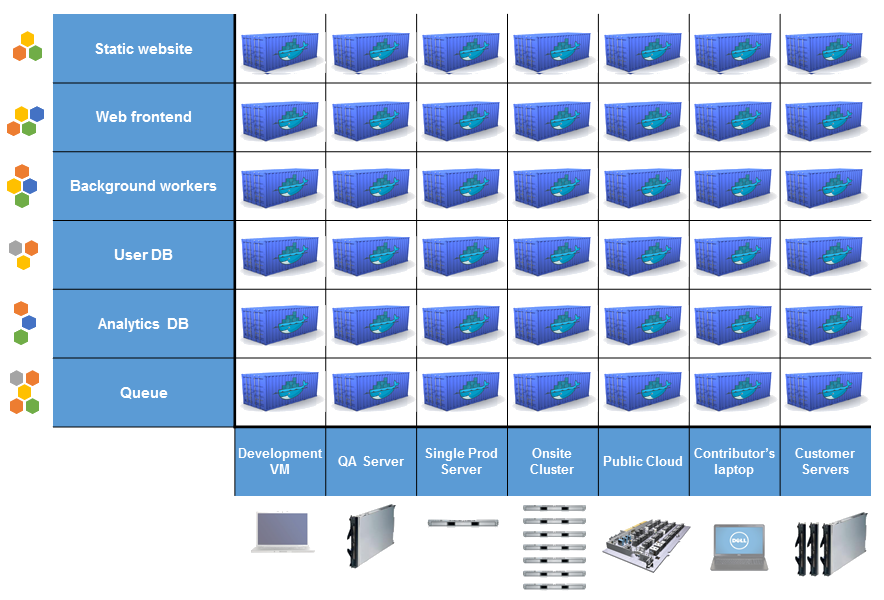 Static website
Web frontend
Background workers
User DB
Analytics  DB
Queue
Development
VM
QA  Server
Single Prod
Server
Onsite
Cluster
Public Cloud
Contributor's
laptop
Customer
Servers
DELL